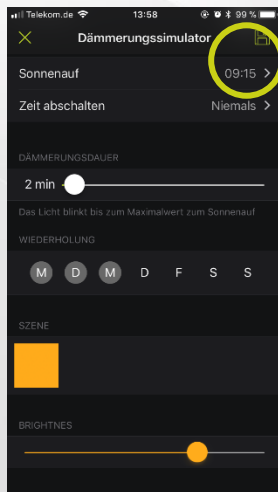 Telekom.de 13:58 99 %
Dämmerungssimulator
Sonnenauf 09:15
Zeit abschalten Niemals
DÄMMERUNGSDAUER
2 min
Das Licht blinkt bis zum Maximalwert zum Sonnenauf
WIEDERHOLUNG
M D M D F S S
SZENE
BRIGHTNES